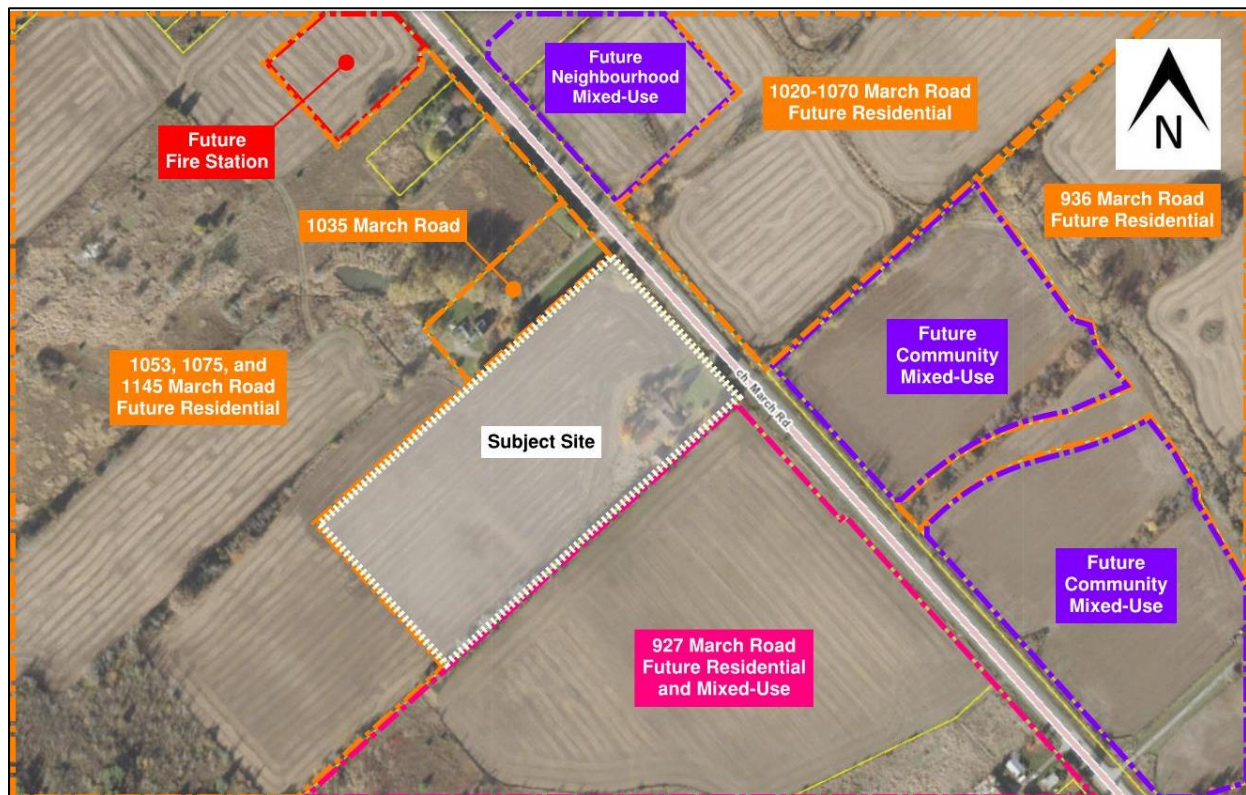 Future
Neighbourhood
Mixed-Use
1020-1070 March Road
Future Residential
N
Future
Fire Station
936 March Road
Future Residential
1035 March Road
Future
Community
Mixed-Use
1053, 1075, and
1145 March Road
Future Residential
ch. March Rd.
Subject Site
Future
Community
Mixed-Use
927 March Road
Future Residential
and Mixed-Use